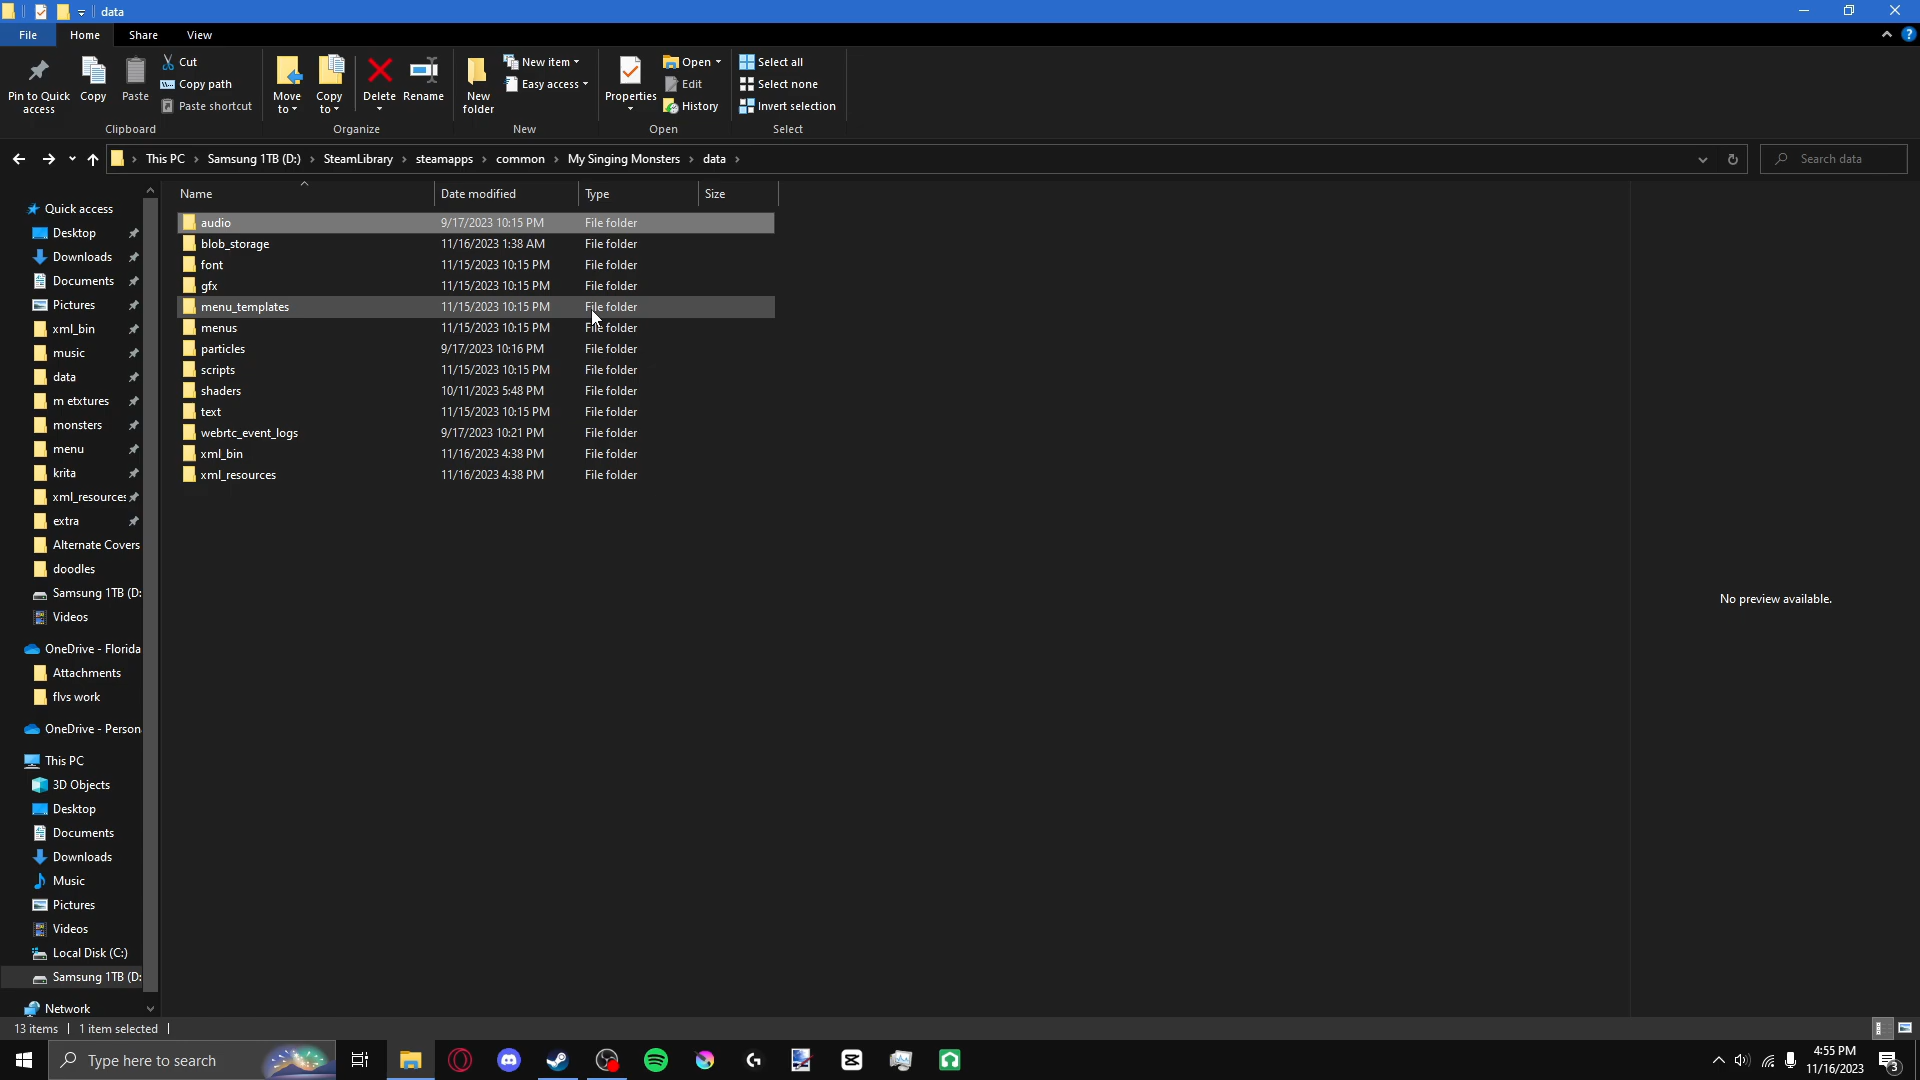 data
File Home Share View
Pin to Quick access
Copy
Paste
Cut
Copy path
Paste shortcut
Clipboard
Move to
Copy to
Delete
Rename
Organize
New folder
New item
Easy access
New
Properties
Open
Edit
History
Open
Select all
Select none
Invert selection
Select
This PC › Samsung 1TB (D:) › SteamLibrary › steamapps › common › My Singing Monsters › data ›
Search data
Name Date modified Type Size
audio 9/17/2023 10:15 PM File folder
blob_storage 11/16/2023 1:38 AM File folder
font 11/15/2023 10:15 PM File folder
gfx 11/15/2023 10:15 PM File folder
menu_templates 11/15/2023 10:15 PM File folder
menus 11/15/2023 10:15 PM File folder
particles 9/17/2023 10:16 PM File folder
scripts 11/15/2023 10:15 PM File folder
shaders 10/11/2023 5:48 PM File folder
text 11/15/2023 10:15 PM File folder
webrtc_event_logs 9/17/2023 10:21 PM File folder
xml_bin 11/16/2023 4:38 PM File folder
xml_resources 11/16/2023 4:38 PM File folder
Quick access
Desktop
Downloads
Documents
Pictures
xml_bin
music
data
m etxtures
monsters
menu
krita
xml_resources
extra
Alternate Covers
doodles
Samsung 1TB (D:
Videos
OneDrive - Florida
Attachments
flvs work
OneDrive - Person
This PC
3D Objects
Desktop
Documents
Downloads
Music
Pictures
Videos
Local Disk (C:)
Samsung 1TB (D:
Network
No preview available.
13 items 1 item selected
Type here to search
4:55 PM
11/16/2023
3